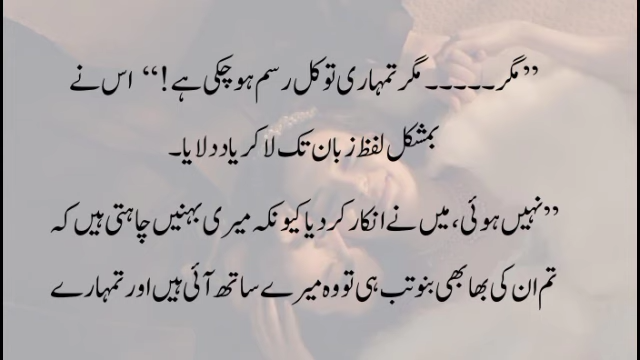 ”مگر۔۔۔۔۔ مگر تمہاری تو کل رسم ہوچکی ہے!“ اس نے
بمشکل لفظ زبان تک لا کر یاد دلایا۔
”نہیں ہوئی، میں نے انکار کر دیا کیونکہ میری بہنیں چاہتی ہیں کہ
تم ان کی بھابھی بنو تب ہی تو وہ میرے ساتھ آئی ہیں اور تمہارے